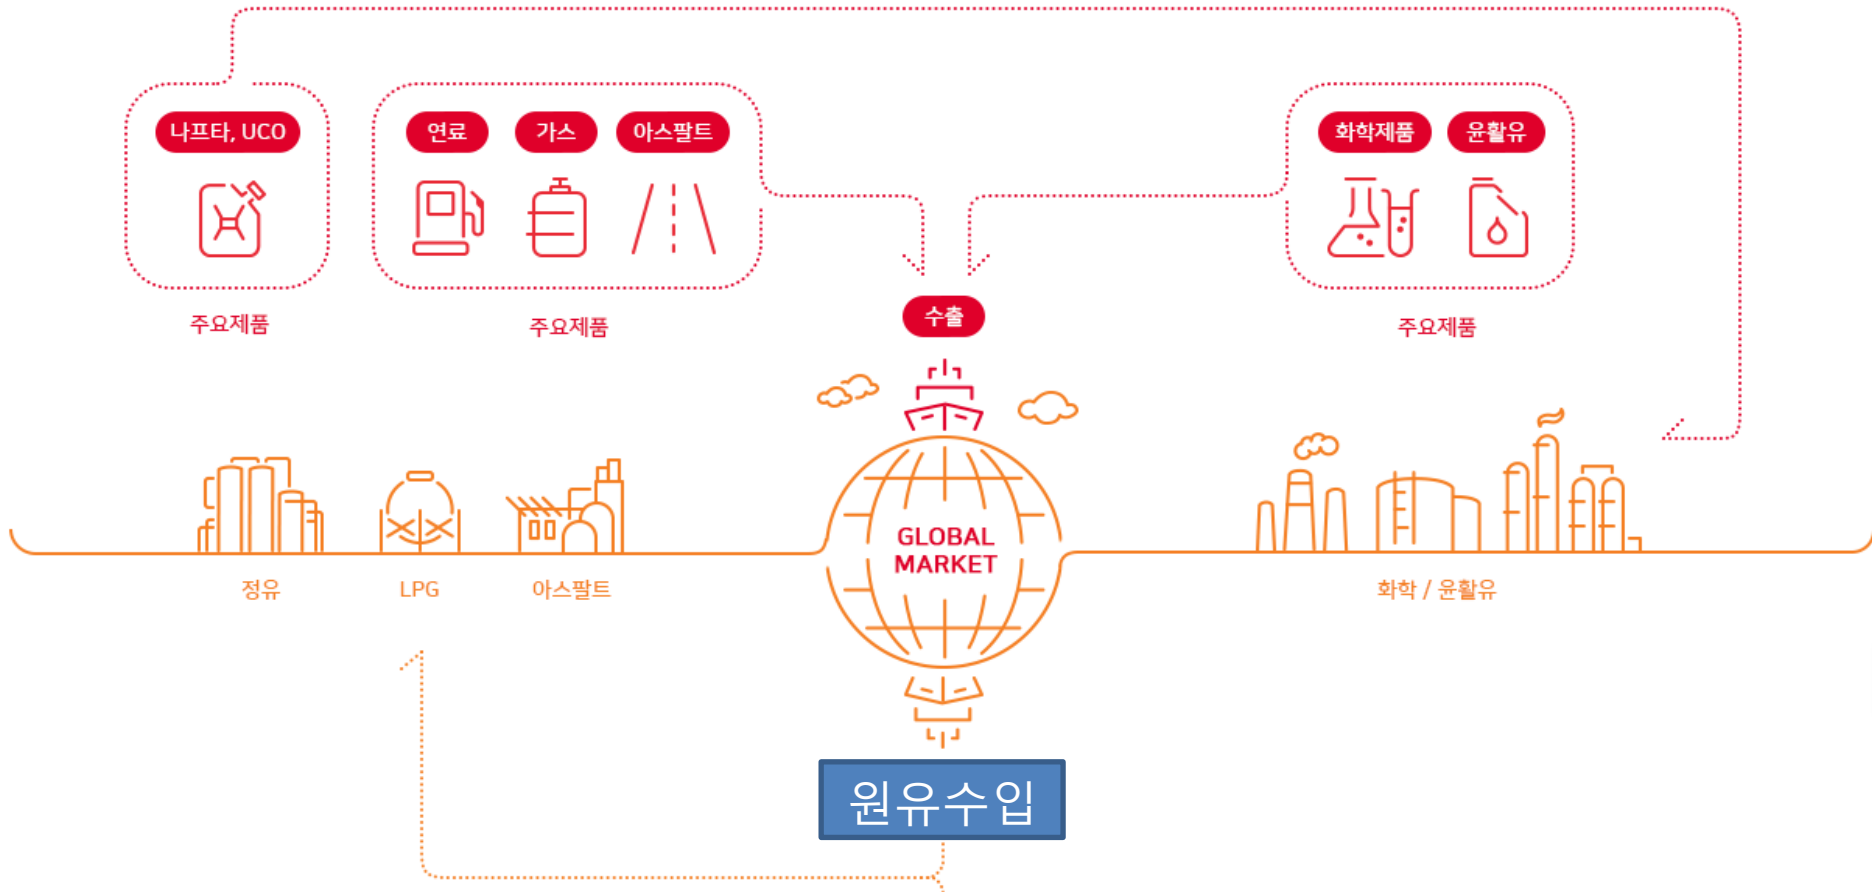 나프타, UCO
주요제품
연료
가스
아스팔트
주요제품
화학제품
윤활유
주요제품
수출
GLOBAL
MARKET
정유
LPG
아스팔트
화학 / 윤활유
원유수입